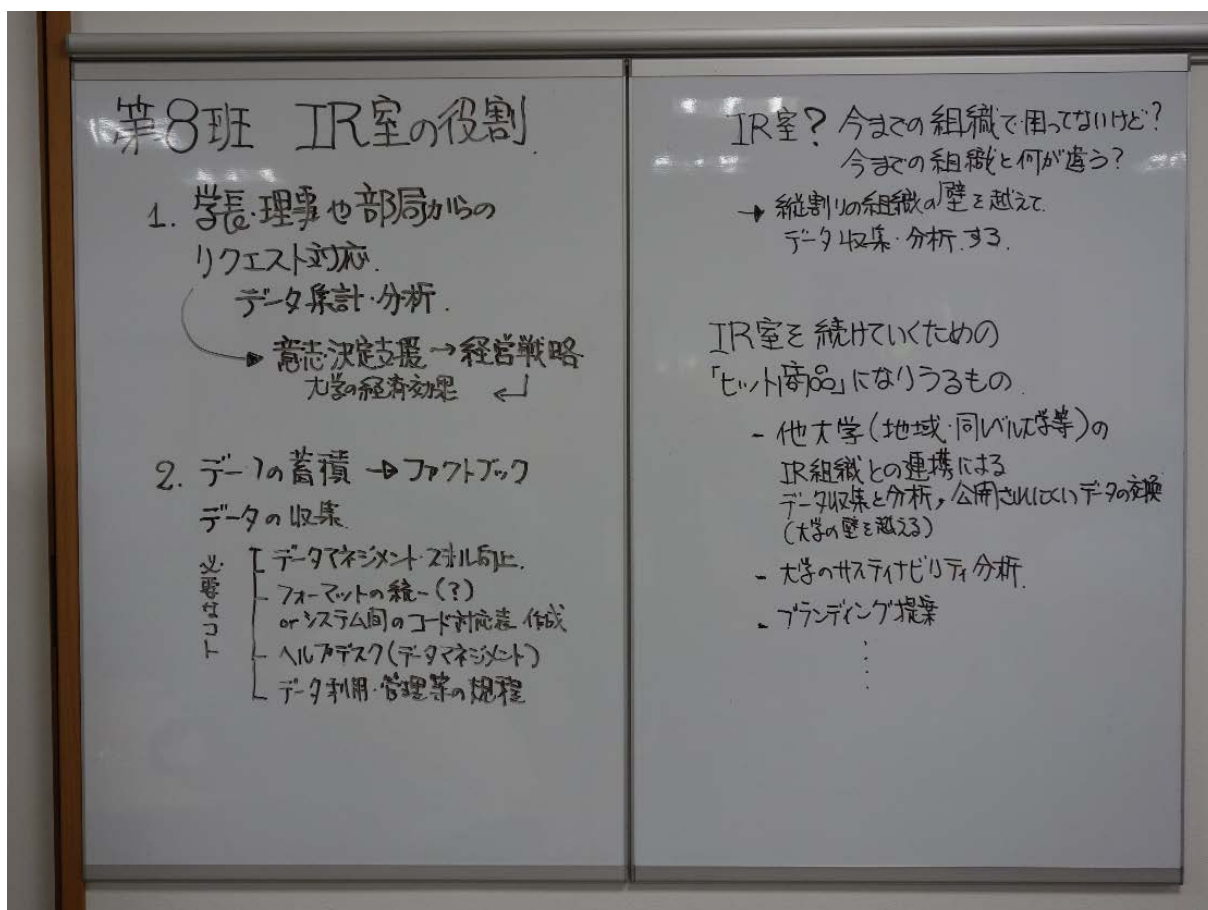 第8班 IR室の役割.
1. 学長・理事や部局からの
リクエスト対応.
データ集計・分析.
→ 意志・決定支援→経営戦略
大学の経済効果 ↵
2. データの蓄積 → ファクトブック
データの収集.
必要なコト
データマネジメント・スキル向上.
フォーマットの統一(?)
or システム間のコード対応表 作成
ヘルプデスク(データマネジメント)
データ利用・管理等の規程
IR室? 今までの組織で困ってないけど?
今までの組織と何が違う?
→ 縦割りの組織の壁を越えて
データ収集・分析.する.
IR室を続けていくための
「ヒット商品」になりうるもの.
- 他大学(地域・同レベル大学等)の
IR組織との連携による
データ収集と分析, 公開されにくいデータの交換
(大学の壁を越える)
- 大学のサスティナビリティ分析.
- ブランディング提案
⋮